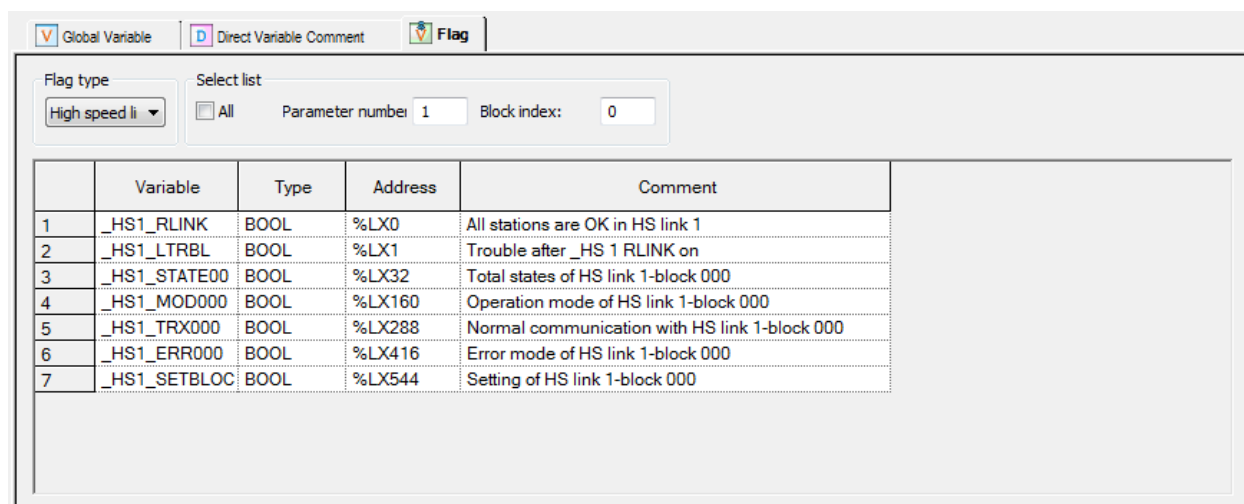 V Global Variable D Direct Variable Comment V Flag
Flag type Select list
High speed li All Parameter number 1 Block index: 0
Variable Type Address Comment
1 _HS1_RLINK BOOL %LX0 All stations are OK in HS link 1
2 _HS1_LTRBL BOOL %LX1 Trouble after _HS 1 RLINK on
3 _HS1_STATE00 BOOL %LX32 Total states of HS link 1-block 000
4 _HS1_MOD000 BOOL %LX160 Operation mode of HS link 1-block 000
5 _HS1_TRX000 BOOL %LX288 Normal communication with HS link 1-block 000
6 _HS1_ERR000 BOOL %LX416 Error mode of HS link 1-block 000
7 _HS1_SETBLOC BOOL %LX544 Setting of HS link 1-block 000